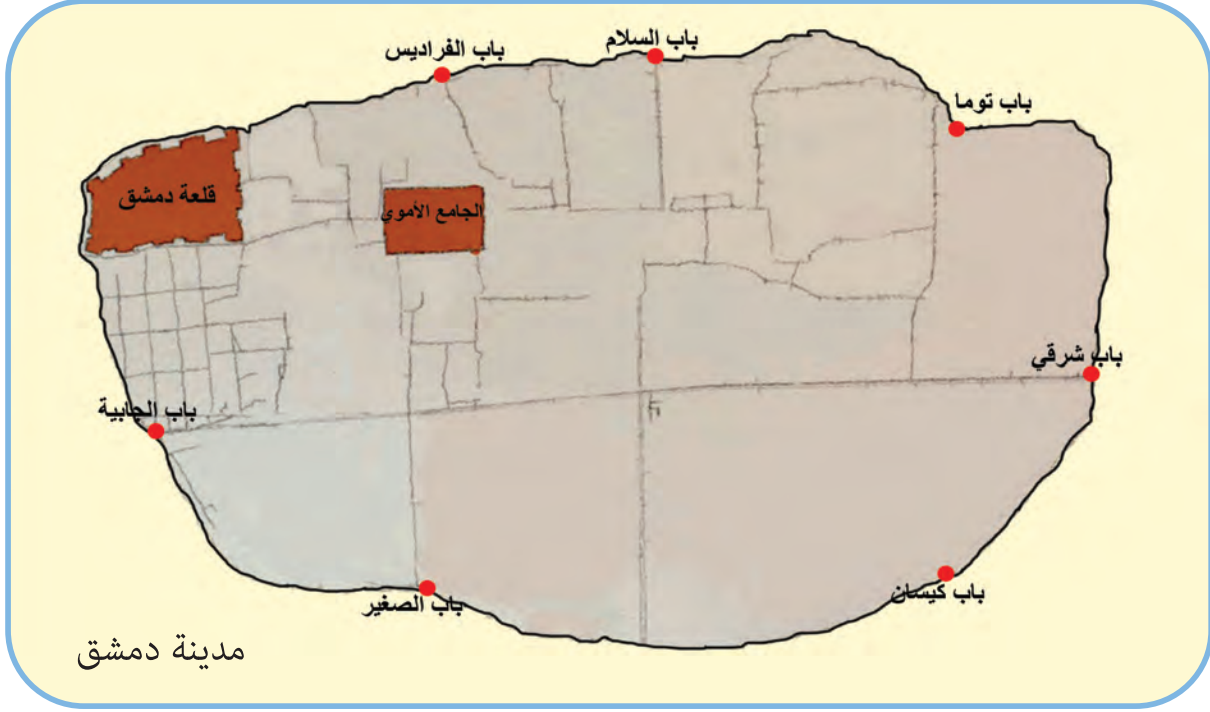 باب السلام
باب الفراديس
باب توما
قلعة دمشق
الجامع الأموي
باب شرقي
باب الجابية
باب كيسان
باب الصغير
مدينة دمشق